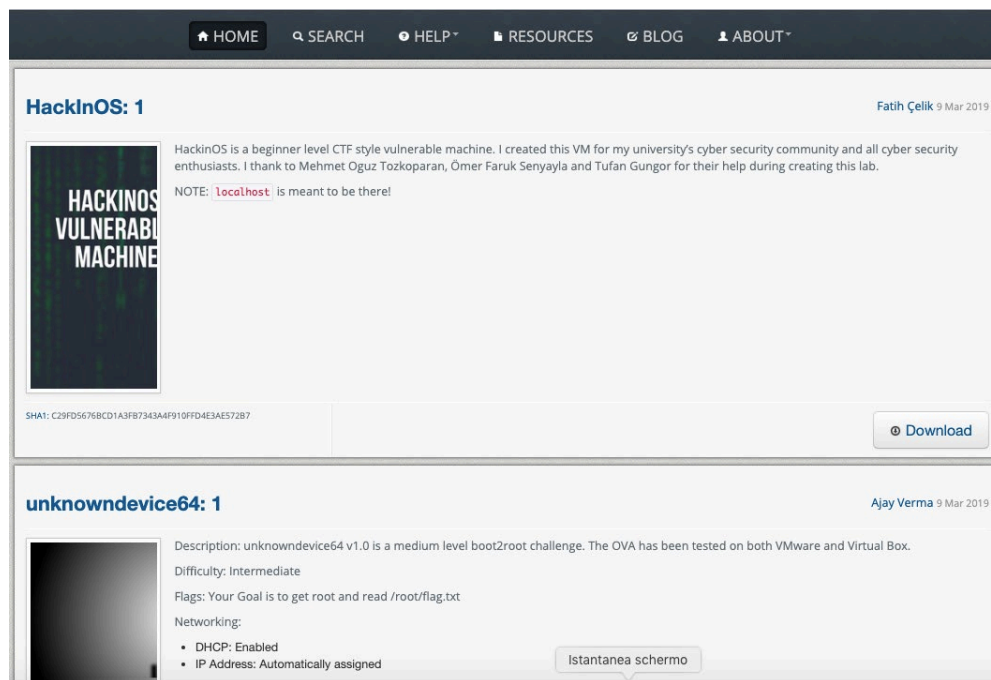 HOME SEARCH HELP RESOURCES BLOG ABOUT
HackInOS: 1
Fatih Çelik 9 Mar 2019
HACKINOS
VULNERABL
MACHINE
HackinOS is a beginner level CTF style vulnerable machine. I created this VM for my university's cyber security community and all cyber security
enthusiasts. I thank to Mehmet Oguz Tozkoparan, Ömer Faruk Senyayla and Tufan Gungor for their help during creating this lab.
NOTE: localhost is meant to be there!
SHA1: C29FD5676BCD1A3FB7343A4F910FFD4E3AE572B7
Download
unknowndevice64: 1
Ajay Verma 9 Mar 2019
Description: unknowndevice64 v1.0 is a medium level boot2root challenge. The OVA has been tested on both VMware and Virtual Box.
Difficulty: Intermediate
Flags: Your Goal is to get root and read /root/flag.txt
Networking:
• DHCP: Enabled
• IP Address: Automatically assigned
Istantanea schermo